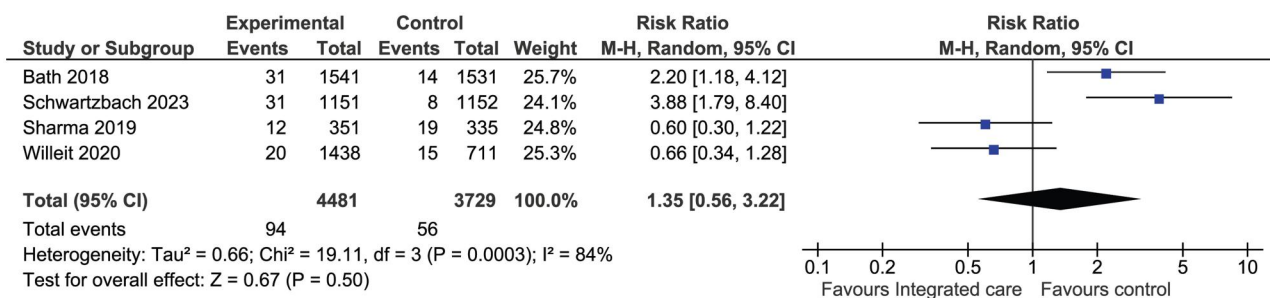 Experimental Control Risk Ratio Risk Ratio
Study or Subgroup Events Total Events Total Weight M-H, Random, 95% CI M-H, Random, 95% CI
Bath 2018 31 1541 14 1531 25.7% 2.20 [1.18, 4.12]
Schwartzbach 2023 31 1151 8 1152 24.1% 3.88 [1.79, 8.40]
Sharma 2019 12 351 19 335 24.8% 0.60 [0.30, 1.22]
Willeit 2020 20 1438 15 711 25.3% 0.66 [0.34, 1.28]
Total (95% CI) 4481 3729 100.0% 1.35 [0.56, 3.22]
Total events 94 56
Heterogeneity: Tau² = 0.66; Chi² = 19.11, df = 3 (P = 0.0003); I² = 84%
Test for overall effect: Z = 0.67 (P = 0.50)
0.1 0.2 0.5 1 2 5 10
Favours Integrated care Favours control